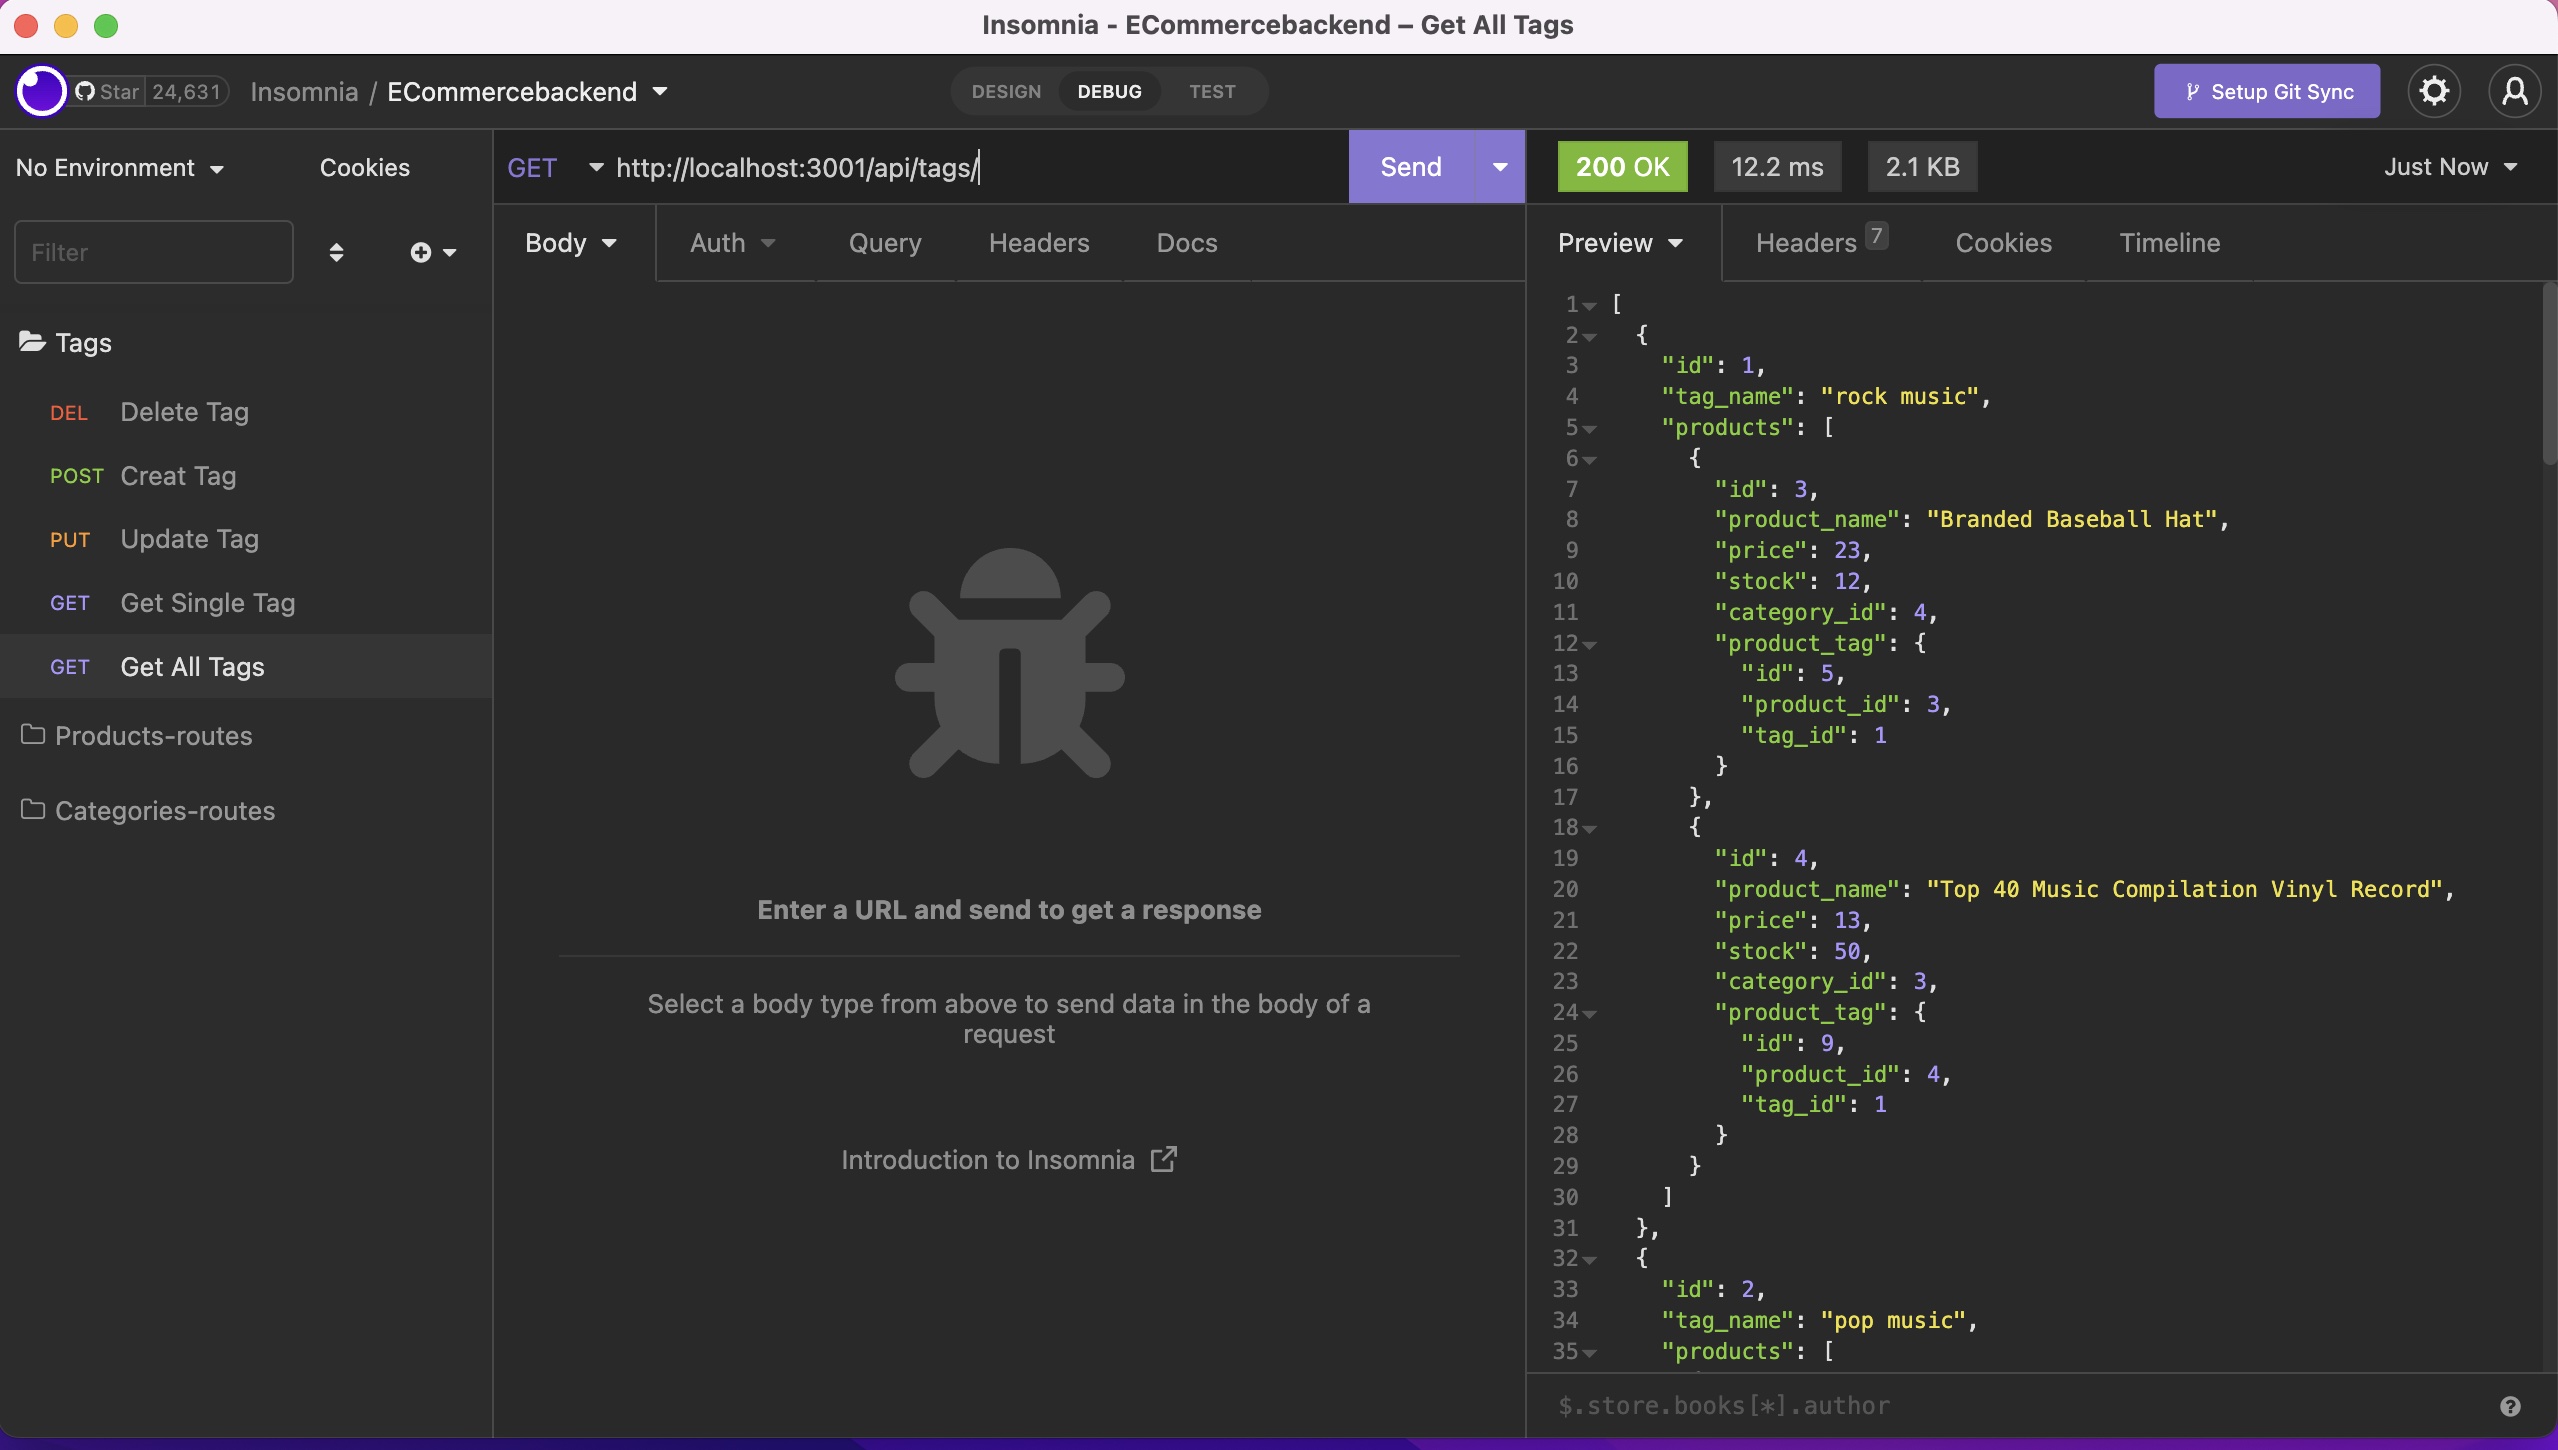 Insomnia - ECommercebackend – Get All Tags
Star 24,631 Insomnia / ECommercebackend DESIGN DEBUG TEST Setup Git Sync
No Environment Cookies
Filter
Tags
DEL Delete Tag
POST Creat Tag
PUT Update Tag
GET Get Single Tag
GET Get All Tags
Products-routes
Categories-routes
GET http://localhost:3001/api/tags/ Send
Body Auth Query Headers Docs
Enter a URL and send to get a response
Select a body type from above to send data in the body of a
request
Introduction to Insomnia
200 OK 12.2 ms 2.1 KB Just Now
Preview Headers 7 Cookies Timeline
1 [
2 {
3 "id": 1,
4 "tag_name": "rock music",
5 "products": [
6 {
7 "id": 3,
8 "product_name": "Branded Baseball Hat",
9 "price": 23,
10 "stock": 12,
11 "category_id": 4,
12 "product_tag": {
13 "id": 5,
14 "product_id": 3,
15 "tag_id": 1
16 }
17 },
18 {
19 "id": 4,
20 "product_name": "Top 40 Music Compilation Vinyl Record",
21 "price": 13,
22 "stock": 50,
23 "category_id": 3,
24 "product_tag": {
25 "id": 9,
26 "product_id": 4,
27 "tag_id": 1
28 }
29 }
30 ]
31 },
32 {
33 "id": 2,
34 "tag_name": "pop music",
35 "products": [
$.store.books[*].author